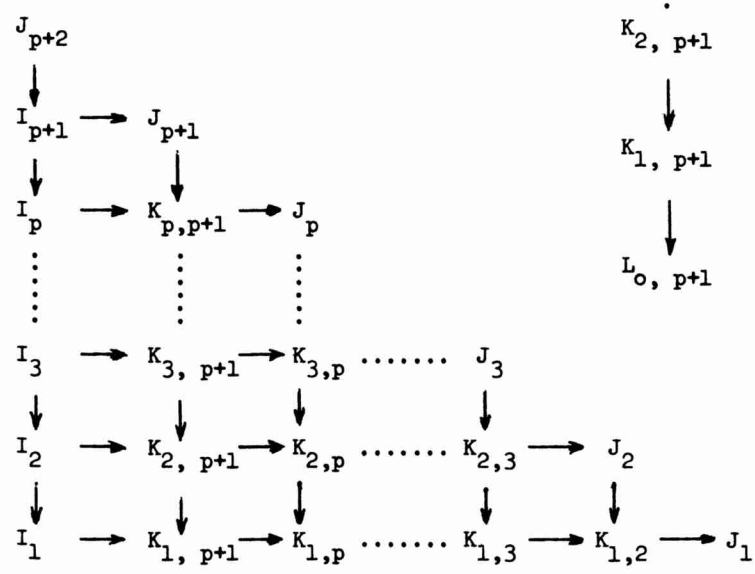 J_{p+2} K_{2, p+1}
↓ ↓
I_{p+1} → J_{p+1} K_{1, p+1}
↓ ↓ ↓
I_p → K_{p,p+1} → J_p L_{o, p+1}
⋮ ⋮ ⋮
I_3 → K_{3, p+1} → K_{3,p} ....... J_3
↓ ↓ ↓ ↓
I_2 → K_{2, p+1} → K_{2,p} ....... K_{2,3} → J_2
↓ ↓ ↓ ↓ ↓
I_1 → K_{1, p+1} → K_{1,p} ....... K_{1,3} → K_{1,2} → J_1